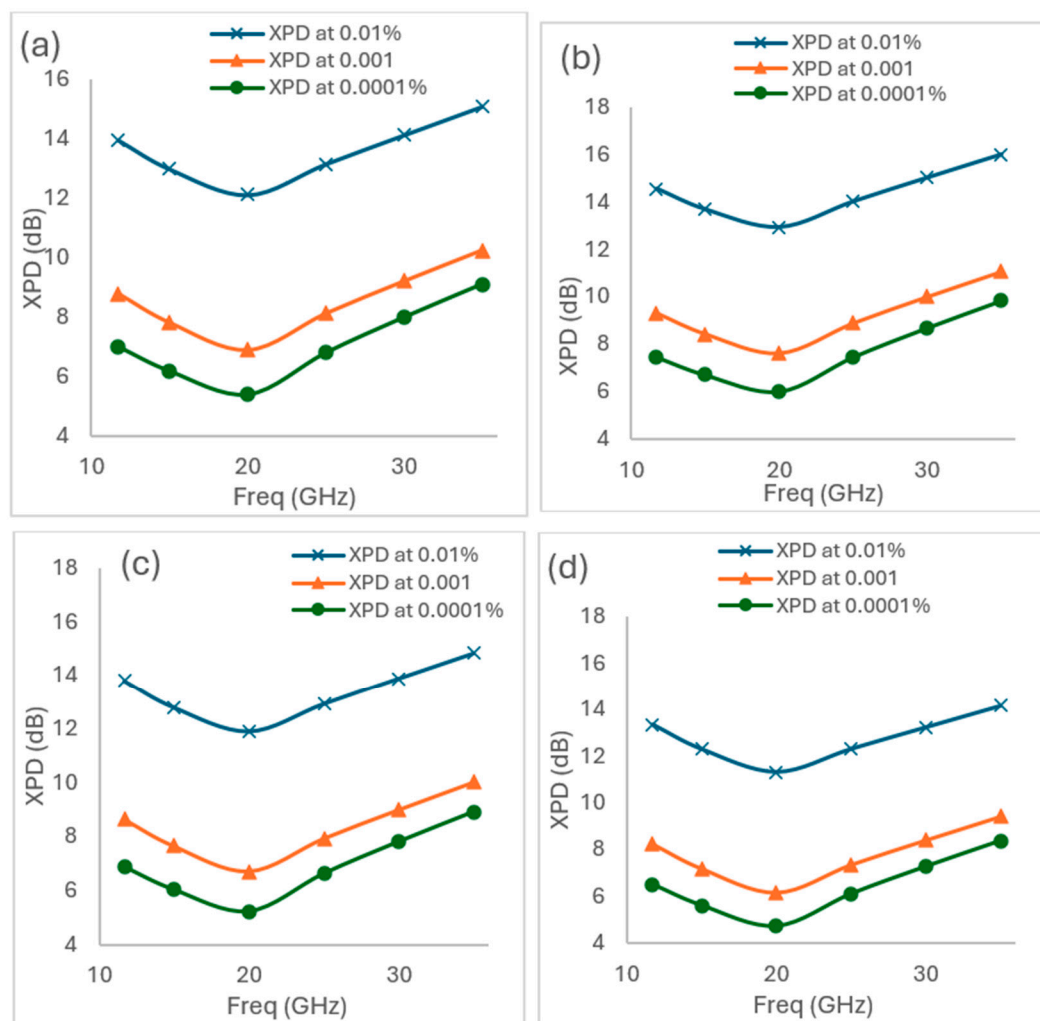 (a)
XPD at 0.01%
XPD at 0.001
XPD at 0.0001%
16
14
12
10
8
6
4
XPD (dB)
10
20
30
Freq (GHz)
(b)
XPD at 0.01%
XPD at 0.001
XPD at 0.0001%
18
16
14
12
10
8
6
4
XPD (dB)
10
20
30
Freq (GHz)
(c)
XPD at 0.01%
XPD at 0.001
XPD at 0.0001%
18
16
14
12
10
8
6
4
XPD (dB)
10
20
30
Freq (GHz)
(d)
XPD at 0.01%
XPD at 0.001
XPD at 0.0001%
18
16
14
12
10
8
6
4
XPD (dB)
10
20
30
Freq (GHz)